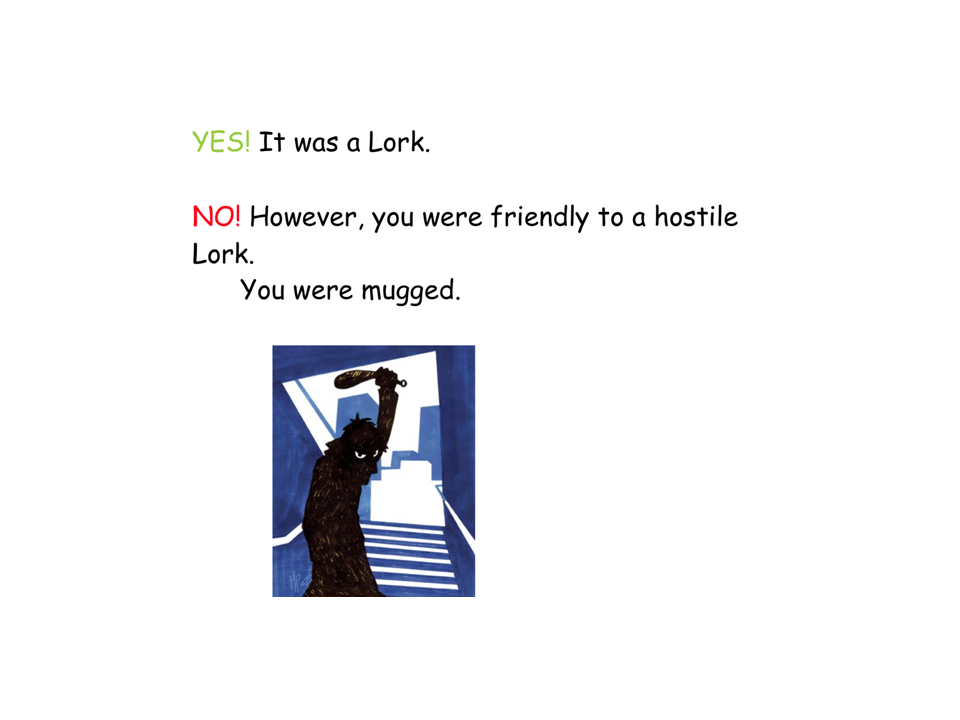 YES! It was a Lork.
NO! However, you were friendly to a hostile
Lork.
You were mugged.